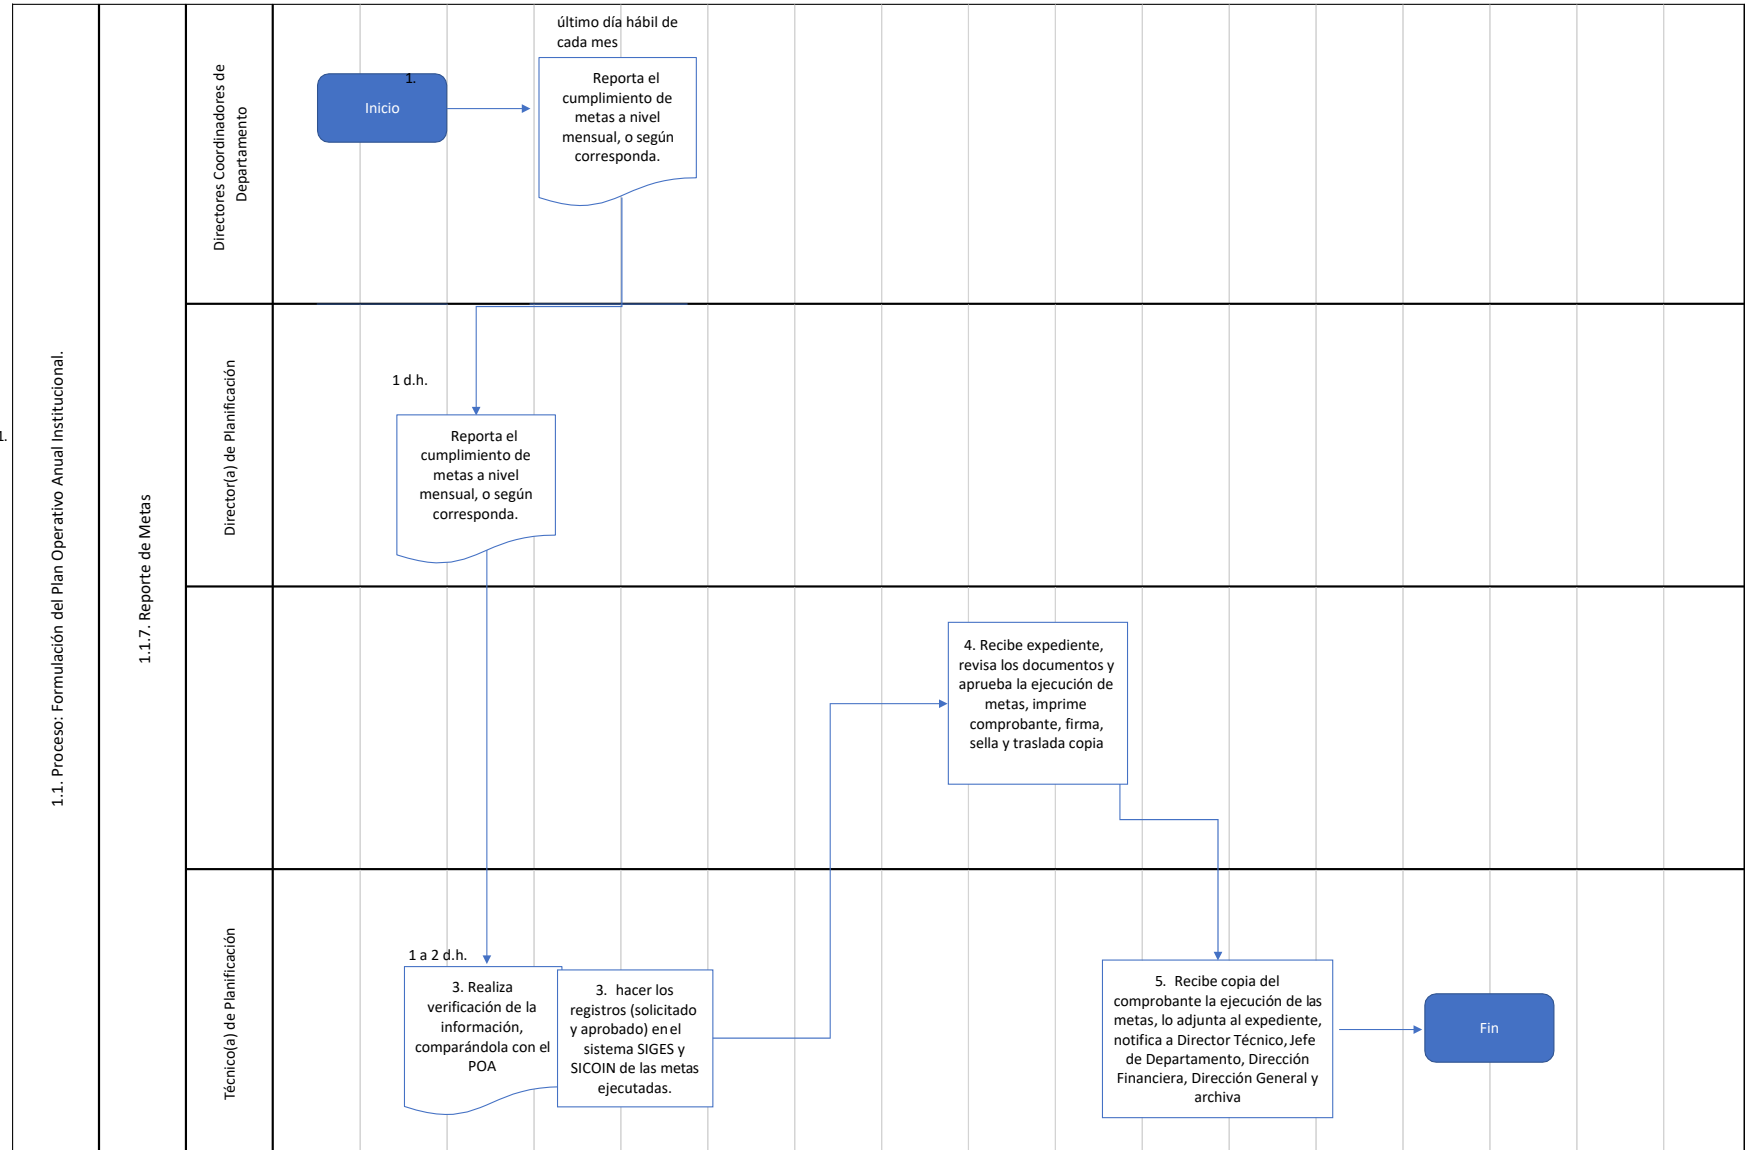 1.
1.1. Proceso: Formulación del Plan Operativo Anual Institucional.
1.1.7. Reporte de Metas
Directores Coordinadores de
Departamento
Inicio
1.
último día hábil de
cada mes
Reporta el
cumplimiento de
metas a nivel
mensual, o según
corresponda.
Director(a) de Planificación
1 d.h.
Reporta el
cumplimiento de
metas a nivel
mensual, o según
corresponda.
4. Recibe expediente,
revisa los documentos y
aprueba la ejecución de
metas, imprime
comprobante, firma,
sella y traslada copia
Técnico(a) de Planificación
1 a 2 d.h.
3. Realiza
verificación de la
información,
comparándola con el
POA
3. hacer los
registros (solicitado
y aprobado) en el
sistema SIGES y
SICOIN de las metas
ejecutadas.
5. Recibe copia del
comprobante la ejecución de las
metas, lo adjunta al expediente,
notifica a Director Técnico, Jefe
de Departamento, Dirección
Financiera, Dirección General y
archiva
Fin